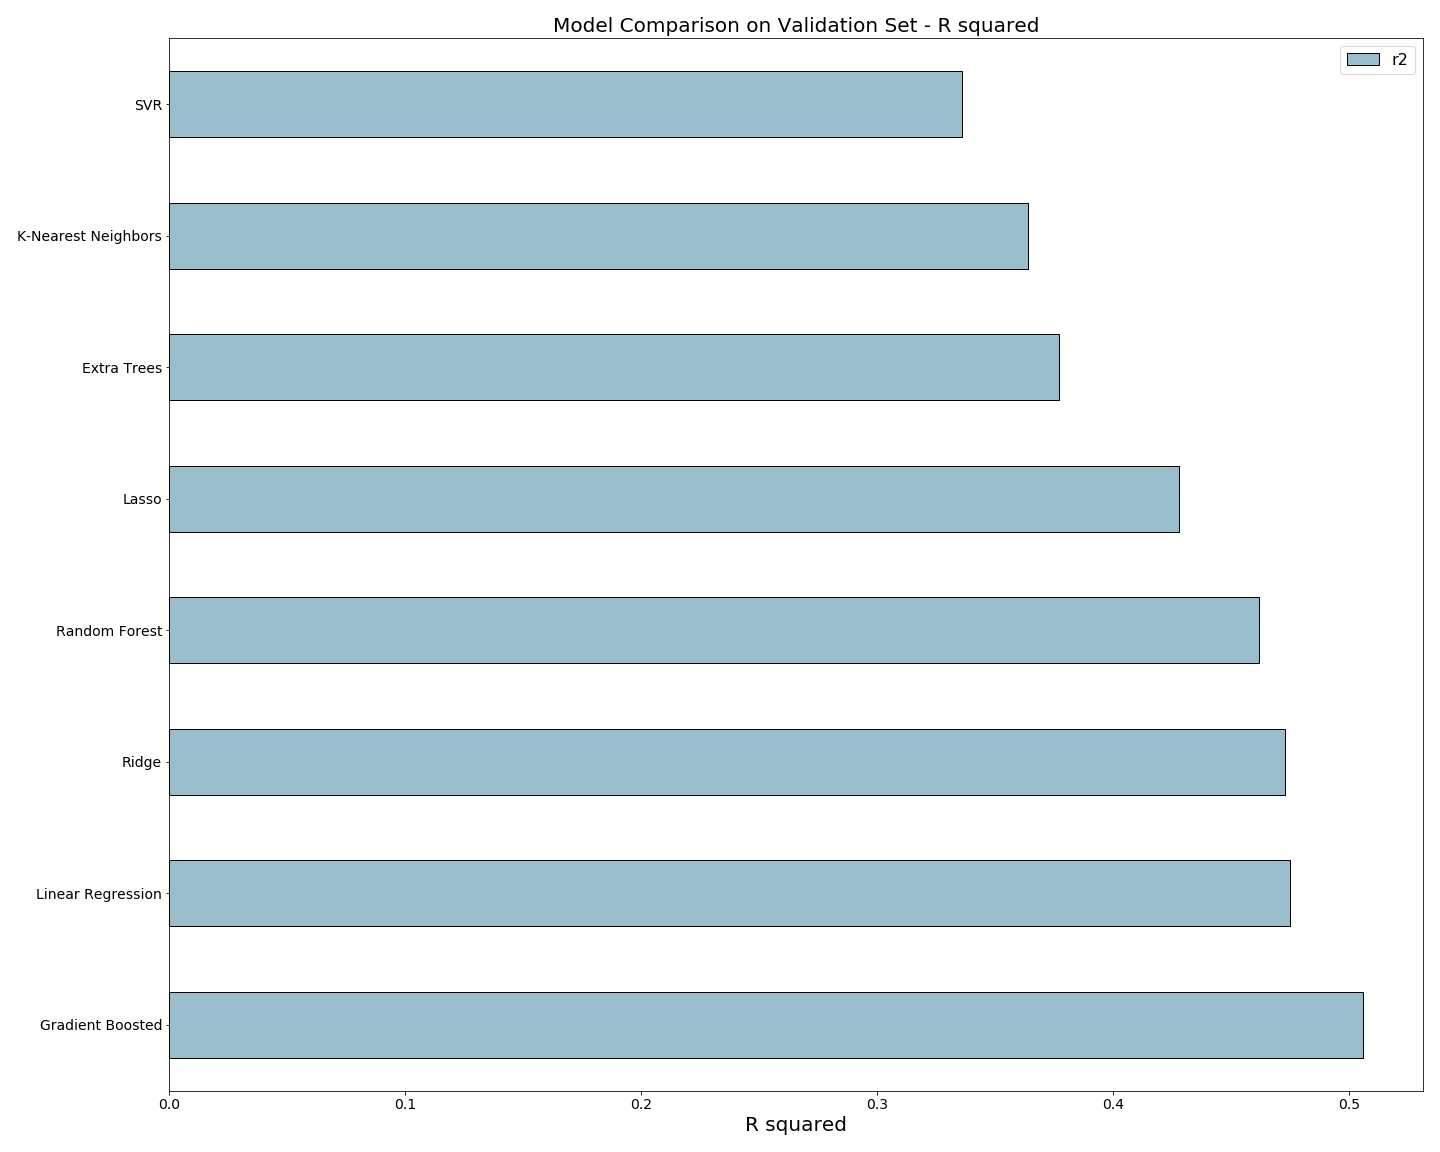 Model Comparison on Validation Set - R squared
r2
SVR
K-Nearest Neighbors
Extra Trees
Lasso
Random Forest
Ridge
Linear Regression
Gradient Boosted
0.0 0.1 0.2 0.3 0.4 0.5
R squared